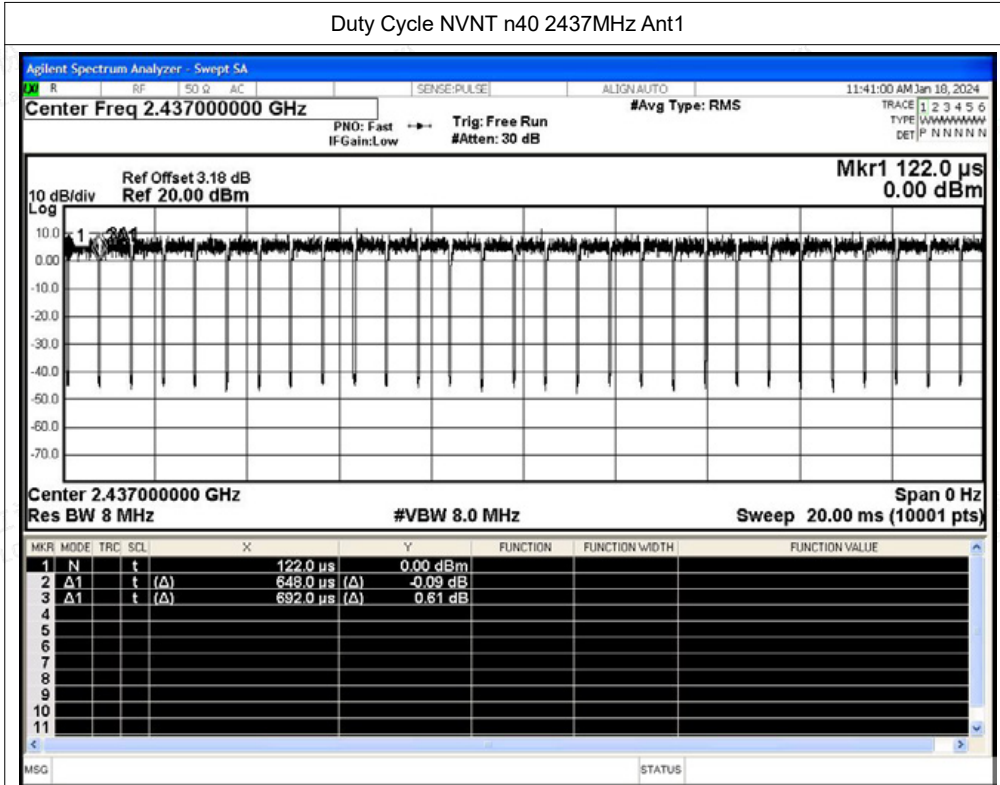 Duty Cycle NVNT n40 2437MHz Ant1
Agilent Spectrum Analyzer - Swept SA
R RF 50 Ω AC SENSE:PULSE ALIGN AUTO 11:41:00 AM Jan 18, 2024
Center Freq 2.437000000 GHz #Avg Type: RMS TRACE 1 2 3 4 5 6
PNO: Fast Trig: Free Run TYPE WWWWWW
IFGain:Low #Atten: 30 dB DET P N N N N N
Mkr1 122.0 µs
Ref Offset 3.18 dB
10 dB/div Ref 20.00 dBm 0.00 dBm
Log
10.0
1 3Δ1
0.00
-10.0
-20.0
-30.0
-40.0
-50.0
-60.0
-70.0
Center 2.437000000 GHz Span 0 Hz
Res BW 8 MHz #VBW 8.0 MHz Sweep 20.00 ms (10001 pts)
MKR MODE TRC SCL X Y FUNCTION FUNCTION WIDTH FUNCTION VALUE
1 N t 122.0 µs 0.00 dBm
2 Δ1 t (Δ) 648.0 µs (Δ) -0.09 dB
3 Δ1 t (Δ) 692.0 µs (Δ) 0.61 dB
4
5
6
7
8
9
10
11
MSG STATUS